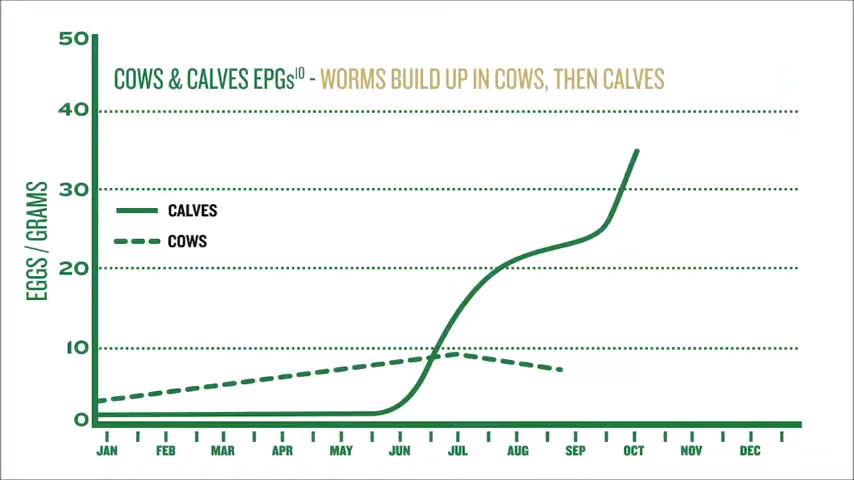 50
COWS & CALVES EPGs10 - WORMS BUILD UP IN COWS, THEN CALVES
40
30
CALVES
COWS
20
10
0
EGGS / GRAMS
JAN FEB MAR APR MAY JUN JUL AUG SEP OCT NOV DEC